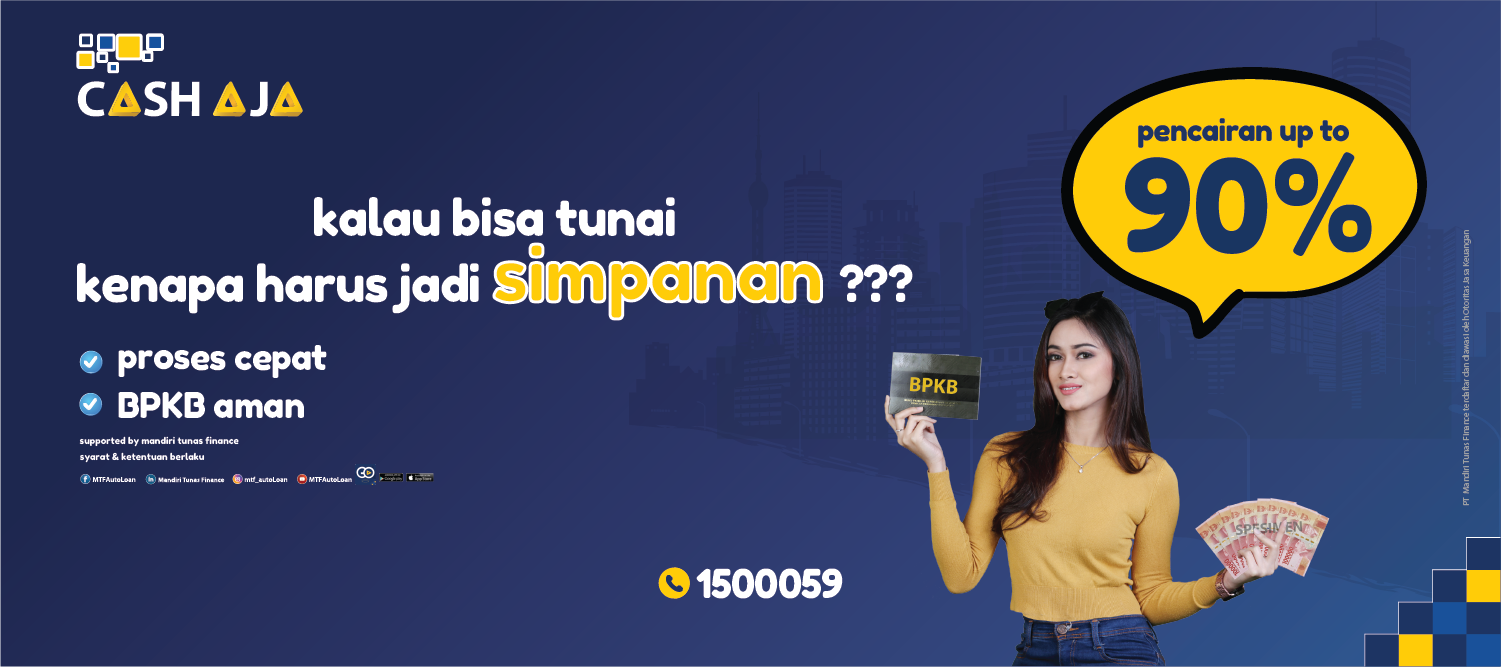 CASH AJA
pencairan up to
90%
kalau bisa tunai
kenapa harus jadi simpanan ???
proses cepat
BPKB aman
supported by mandiri tunas finance
syarat & ketentuan berlaku
MTFAutoLoan
Mandiri Tunas Finance
mtf_autoLoan
MTFAutoLoan
BPKB
SPESIMEN
1500059
PT Mandiri Tunas Finance terdaftar dan diawasi oleh Otoritas Jasa Keuangan